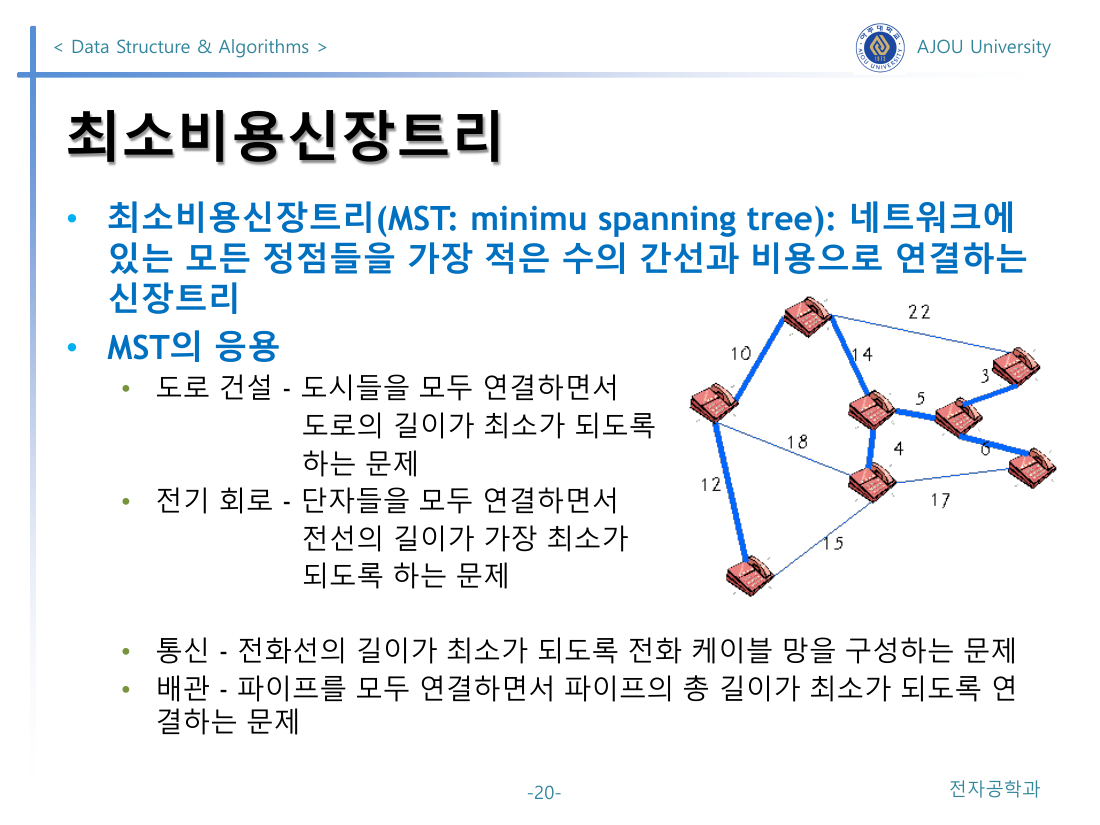 < Data Structure & Algorithms >
AJOU University
최소비용신장트리
• 최소비용신장트리(MST: minimu spanning tree): 네트워크에
있는 모든 정점들을 가장 적은 수의 간선과 비용으로 연결하는
신장트리
• MST의 응용
• 도로 건설 - 도시들을 모두 연결하면서
도로의 길이가 최소가 되도록
하는 문제
• 전기 회로 - 단자들을 모두 연결하면서
전선의 길이가 가장 최소가
되도록 하는 문제
22
10
14
3
5
18
4
6
12
17
15
• 통신 - 전화선의 길이가 최소가 되도록 전화 케이블 망을 구성하는 문제
• 배관 - 파이프를 모두 연결하면서 파이프의 총 길이가 최소가 되도록 연
결하는 문제
-20-
전자공학과